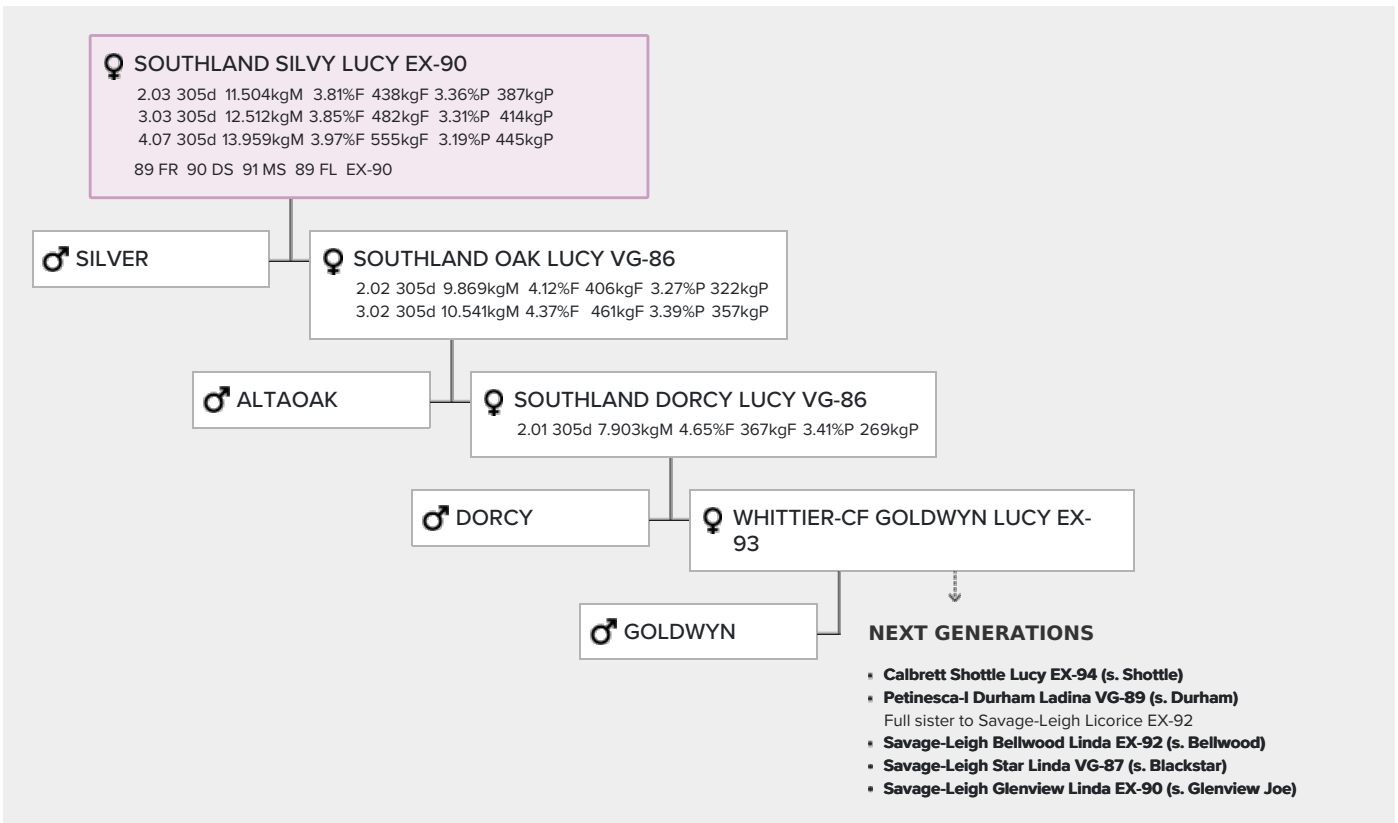 SOUTHLAND SILVY LUCY EX-90
2.03 305d 11.504kgM 3.81%F 438kgF 3.36%P 387kgP
3.03 305d 12.512kgM 3.85%F 482kgF 3.31%P 414kgP
4.07 305d 13.959kgM 3.97%F 555kgF 3.19%P 445kgP
89 FR 90 DS 91 MS 89 FL EX-90
SILVER
SOUTHLAND OAK LUCY VG-86
2.02 305d 9.869kgM 4.12%F 406kgF 3.27%P 322kgP
3.02 305d 10.541kgM 4.37%F 461kgF 3.39%P 357kgP
ALTAOAK
SOUTHLAND DORCY LUCY VG-86
2.01 305d 7.903kgM 4.65%F 367kgF 3.41%P 269kgP
DORCY
WHITTIER-CF GOLDWYN LUCY EX-
93
GOLDWYN
NEXT GENERATIONS
▪ Calbrett Shottle Lucy EX-94 (s. Shottle)
▪ Petinesca-I Durham Ladina VG-89 (s. Durham)
Full sister to Savage-Leigh Licorice EX-92
▪ Savage-Leigh Bellwood Linda EX-92 (s. Bellwood)
▪ Savage-Leigh Star Linda VG-87 (s. Blackstar)
▪ Savage-Leigh Glenview Linda EX-90 (s. Glenview Joe)